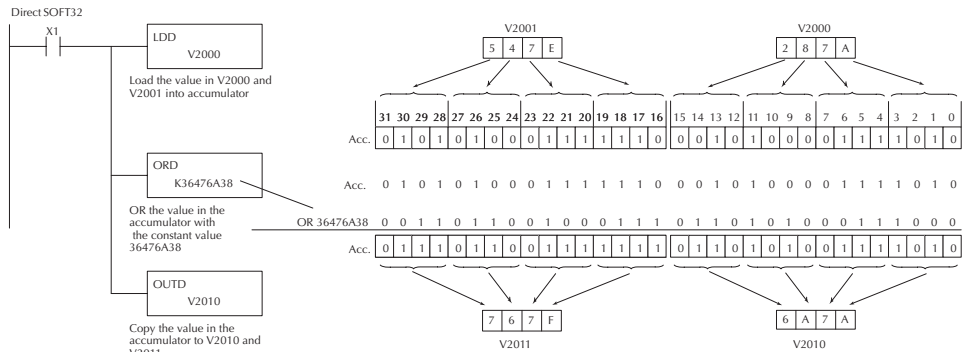 Direct SOFT32
X1
LDD
V2000
Load the value in V2000 and
V2001 into accumulator
ORD
K36476A38
OR the value in the
accumulator with
the constant value
36476A38
OUTD
V2010
Copy the value in the
accumulator to V2010 and
V2011
V2001 V2000
5 4 7 E 2 8 7 A
31 30 29 28 27 26 25 24 23 22 21 20 19 18 17 16 15 14 13 12 11 10 9 8 7 6 5 4 3 2 1 0
Acc. 0 1 0 1 0 1 0 0 0 1 1 1 1 1 1 0 0 0 1 0 1 0 0 0 0 1 1 1 1 0 1 0
Acc. 0 1 0 1 0 1 0 0 0 1 1 1 1 1 1 0 0 0 1 0 1 0 0 0 0 1 1 1 1 0 1 0
OR 36476A38 0 0 1 1 0 1 1 0 0 1 0 0 0 1 1 1 0 1 1 0 1 0 1 0 0 0 1 1 1 0 0 0
Acc. 0 1 1 1 0 1 1 0 0 1 1 1 1 1 1 1 0 1 1 0 1 0 1 0 0 1 1 1 1 0 1 0
7 6 7 F 6 A 7 A
V2011 V2010